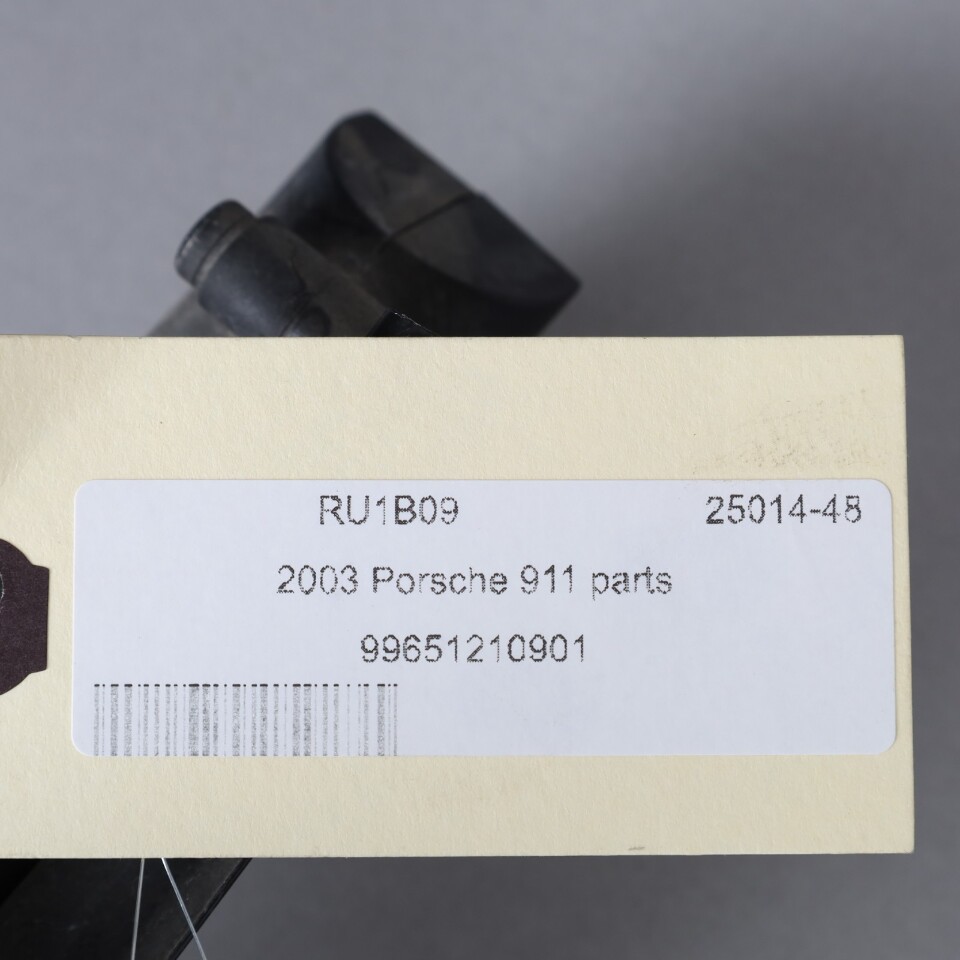 RU1B09 25014-48
2003 Porsche 911 parts
99651210901